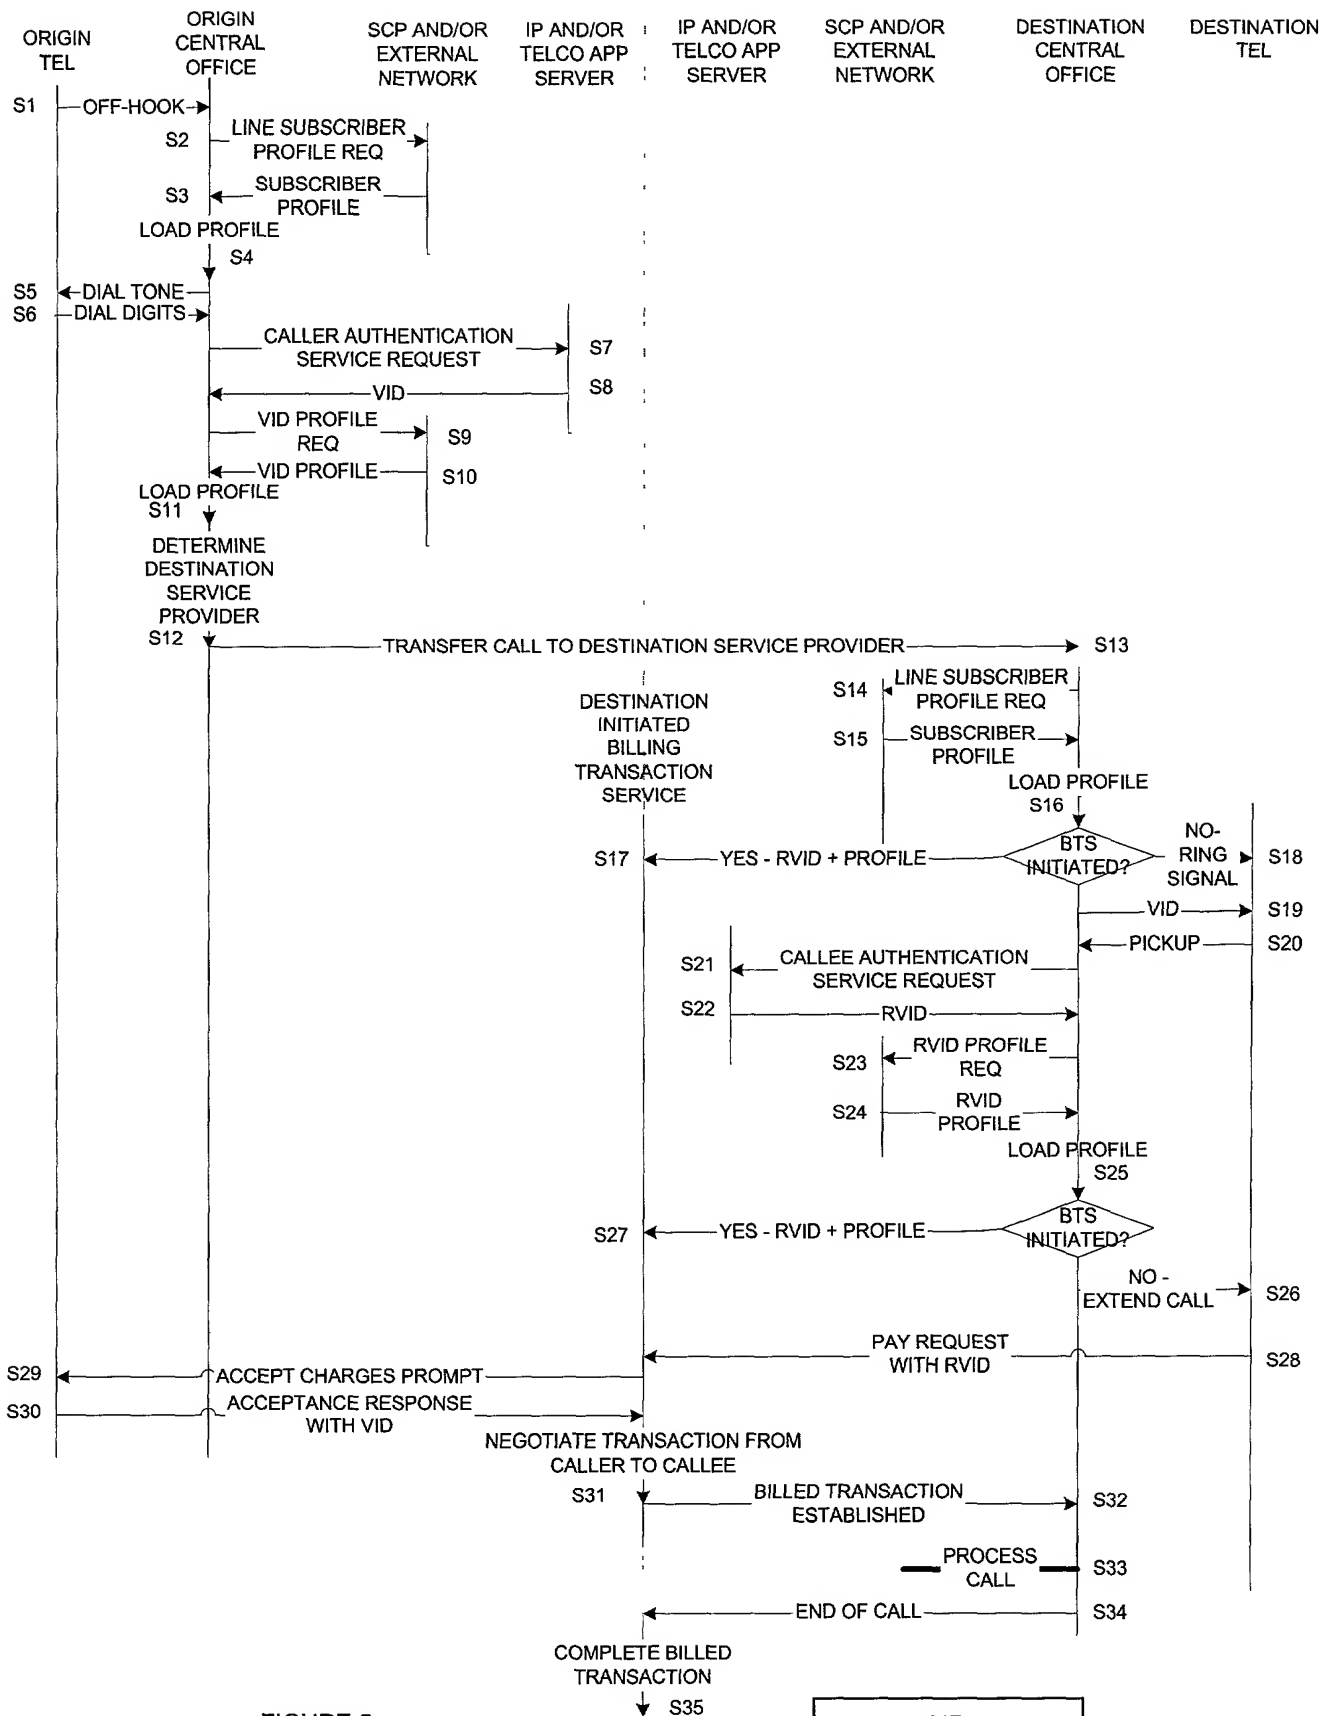 ORIGIN
TEL
ORIGIN
CENTRAL
OFFICE
SCP AND/OR
EXTERNAL
NETWORK
IP AND/OR
TELCO APP
SERVER
IP AND/OR
TELCO APP
SERVER
SCP AND/OR
EXTERNAL
NETWORK
DESTINATION
CENTRAL
OFFICE
DESTINATION
TEL
S1
OFF-HOOK
S2
LINE SUBSCRIBER
PROFILE REQ
S3
SUBSCRIBER
PROFILE
LOAD PROFILE
S4
S5
DIAL TONE
S6
DIAL DIGITS
CALLER AUTHENTICATION
SERVICE REQUEST
S7
VID
S8
VID PROFILE
REQ
S9
VID PROFILE
S10
LOAD PROFILE
S11
DETERMINE
DESTINATION
SERVICE
PROVIDER
S12
TRANSFER CALL TO DESTINATION SERVICE PROVIDER
S13
DESTINATION
INITIATED
BILLING
TRANSACTION
SERVICE
S14
LINE SUBSCRIBER
PROFILE REQ
S15
SUBSCRIBER
PROFILE
LOAD PROFILE
S16
BTS
INITIATED?
S17
YES - RVID + PROFILE
NO-
RING
SIGNAL
S18
VID
S19
PICKUP
S20
S21
CALLEE AUTHENTICATION
SERVICE REQUEST
S22
RVID
S23
RVID PROFILE
REQ
S24
RVID
PROFILE
LOAD PROFILE
S25
BTS
INITIATED?
S27
YES - RVID + PROFILE
NO -
EXTEND CALL
S26
PAY REQUEST
WITH RVID
S28
S29
ACCEPT CHARGES PROMPT
S30
ACCEPTANCE RESPONSE
WITH VID
NEGOTIATE TRANSACTION FROM
CALLER TO CALLEE
S31
BILLED TRANSACTION
ESTABLISHED
S32
PROCESS
CALL
S33
END OF CALL
S34
COMPLETE BILLED
TRANSACTION
S35